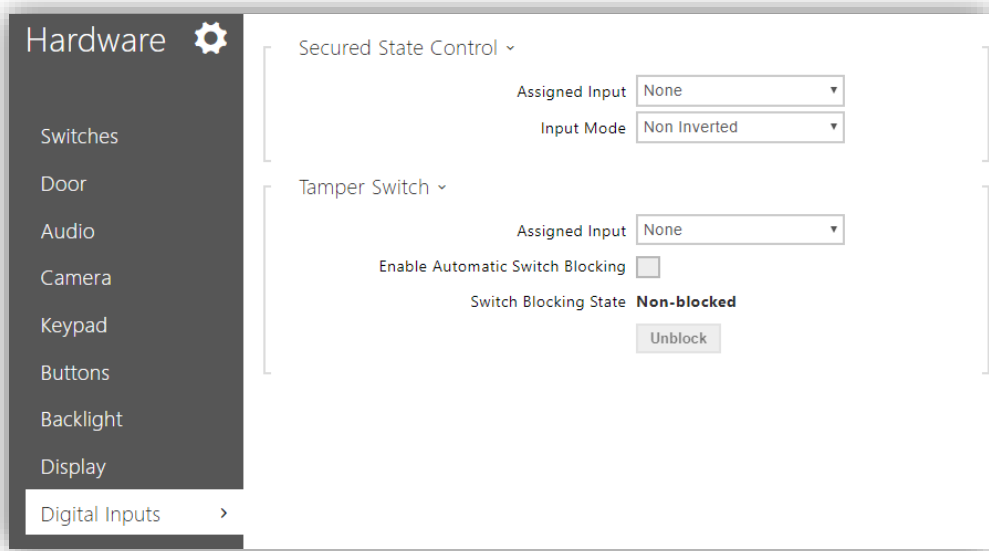 Hardware
Switches
Door
Audio
Camera
Keypad
Buttons
Backlight
Display
Digital Inputs
Secured State Control
Assigned Input None
Input Mode Non Inverted
Tamper Switch
Assigned Input None
Enable Automatic Switch Blocking
Switch Blocking State Non-blocked
Unblock